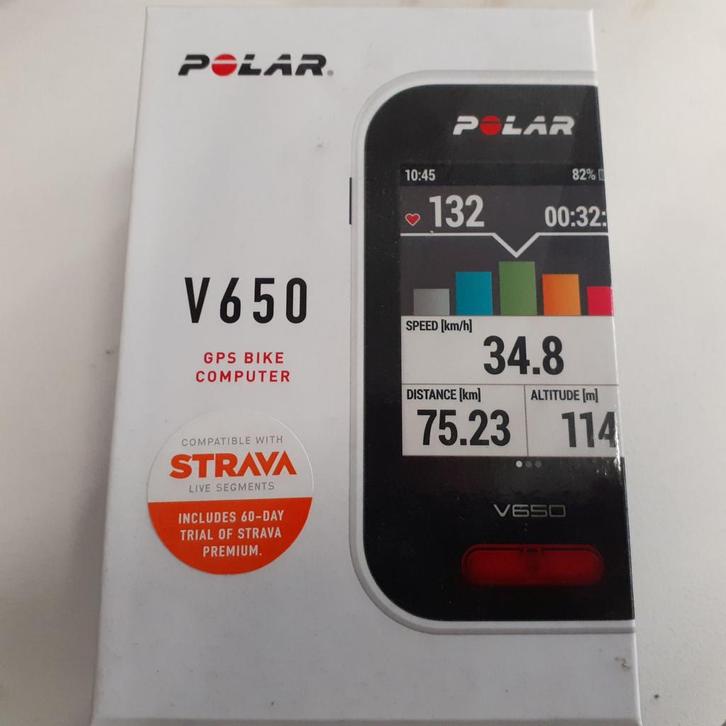 POLAR®
V650
GPS BIKE
COMPUTER
COMPATIBLE WITH
STRAVA
LIVE SEGMENTS
INCLUDES 60-DAY
TRIAL OF STRAVA
PREMIUM.
POLAR
10:45 82%
132 00:32:
SPEED [km/h]
34.8
DISTANCE [km] ALTITUDE [m]
75.23 114
V650